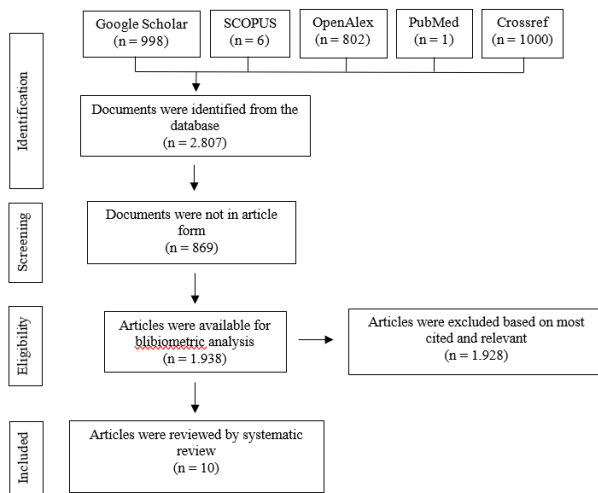 Google Scholar
(n = 998)
SCOPUS
(n = 6)
OpenAlex
(n = 802)
PubMed
(n = 1)
Crossref
(n = 1000)
Identification
Documents were identified from the
database
(n = 2.807)
Screening
Documents were not in article
form
(n = 869)
Eligibility
Articles were available for
blibiometric analysis
(n = 1.938)
Articles were excluded based on most
cited and relevant
(n = 1.928)
Included
Articles were reviewed by systematic
review
(n = 10)